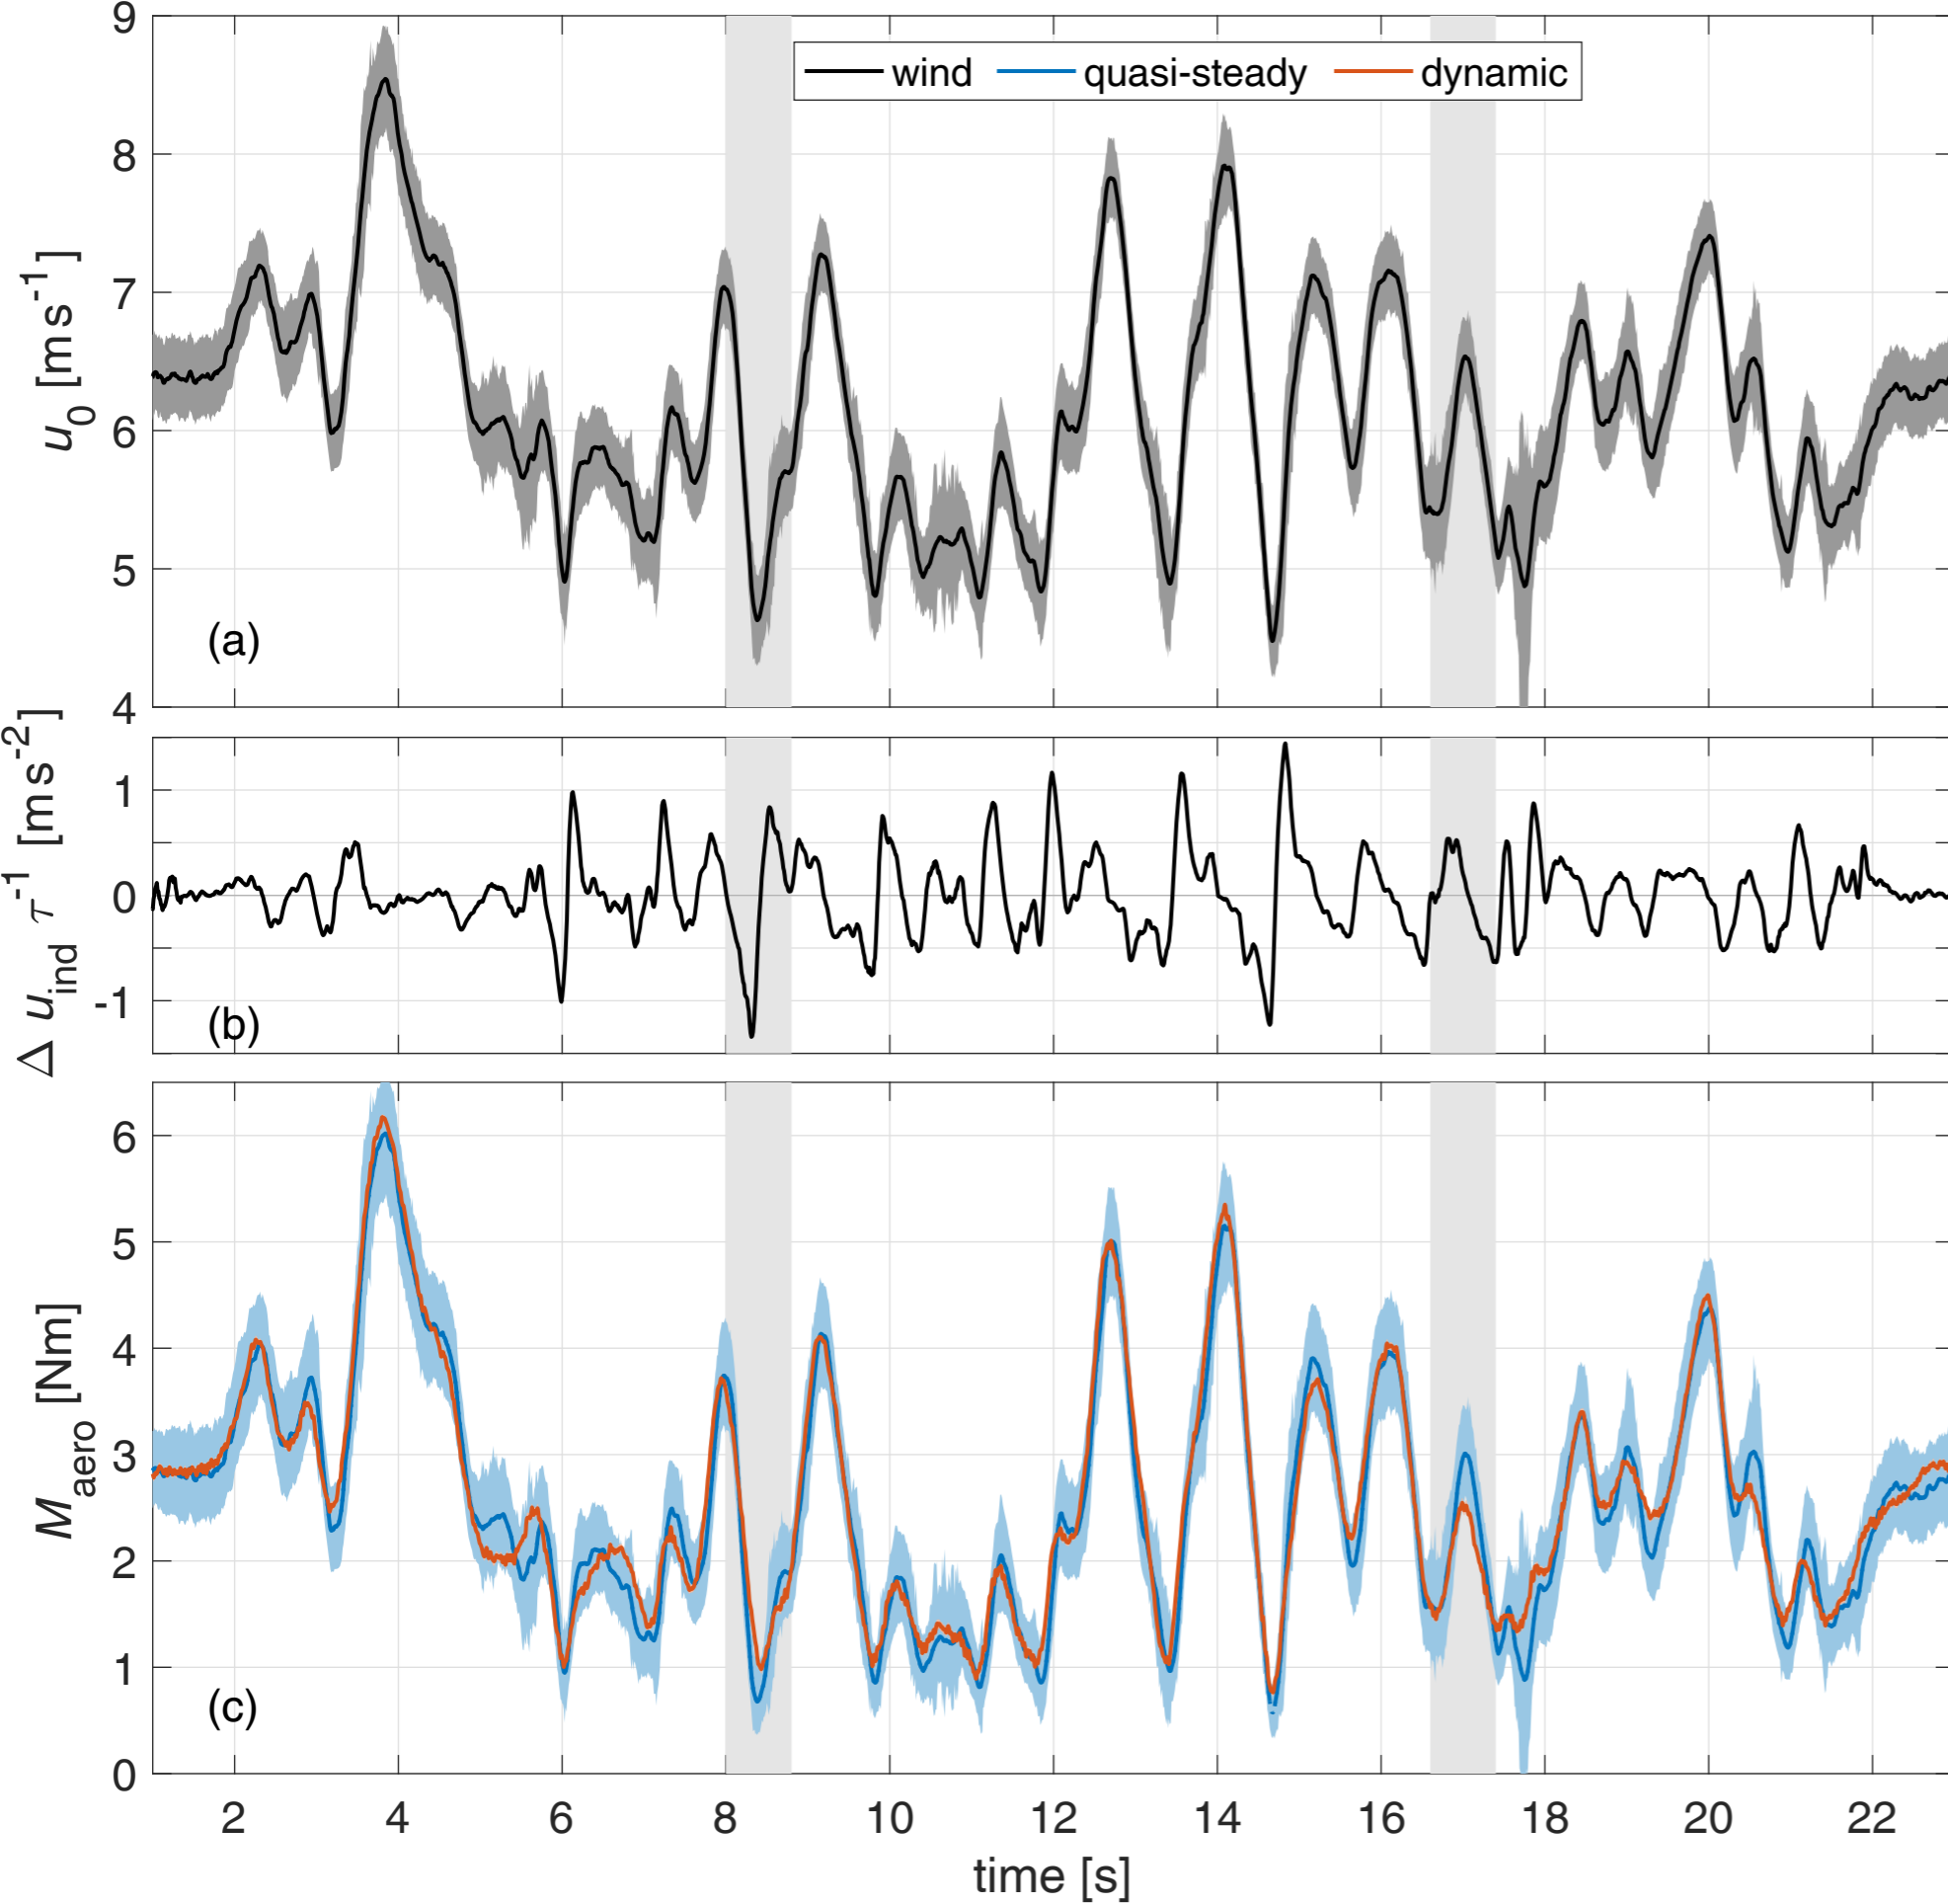 9
wind quasi-steady dynamic
8
7
6
5
4
u0 [ms-1]
(a)
1
0
-1
Δ uind τ-1 [ms-2]
(b)
6
5
4
3
2
1
0
Maero [Nm]
(c)
2 4 6 8 10 12 14 16 18 20 22
time [s]